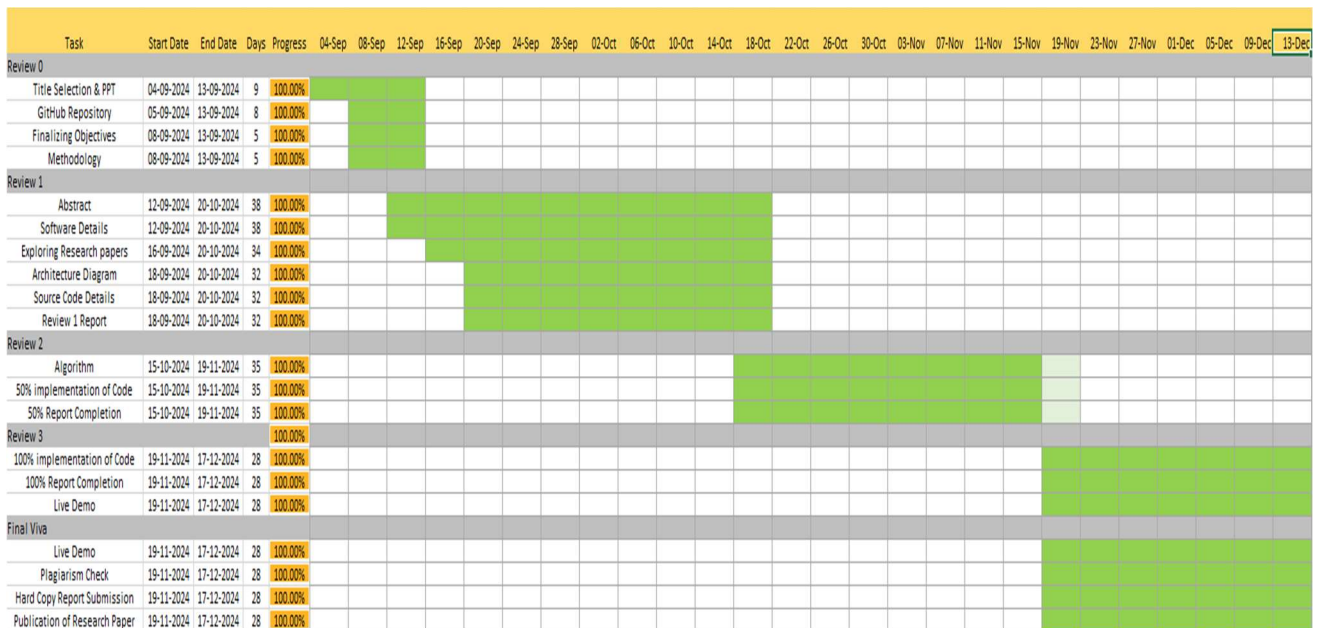 Task Start Date End Date Days Progress 04-Sep 08-Sep 12-Sep 16-Sep 20-Sep 24-Sep 28-Sep 02-Oct 06-Oct 10-Oct 14-Oct 18-Oct 22-Oct 26-Oct 30-Oct 03-Nov 07-Nov 11-Nov 15-Nov 19-Nov 23-Nov 27-Nov 01-Dec 05-Dec 09-Dec 13-Dec
Review 0
Title Selection & PPT 04-09-2024 13-09-2024 9 100.00%
GitHub Repository 05-09-2024 13-09-2024 8 100.00%
Finalizing Objectives 08-09-2024 13-09-2024 5 100.00%
Methodology 08-09-2024 13-09-2024 5 100.00%
Review 1
Abstract 12-09-2024 20-10-2024 38 100.00%
Software Details 12-09-2024 20-10-2024 38 100.00%
Exploring Research papers 16-09-2024 20-10-2024 34 100.00%
Architecture Diagram 18-09-2024 20-10-2024 32 100.00%
Source Code Details 18-09-2024 20-10-2024 32 100.00%
Review 1 Report 18-09-2024 20-10-2024 32 100.00%
Review 2
Algorithm 15-10-2024 19-11-2024 35 100.00%
50% implementation of Code 15-10-2024 19-11-2024 35 100.00%
50% Report Completion 15-10-2024 19-11-2024 35 100.00%
Review 3 100.00%
100% implementation of Code 19-11-2024 17-12-2024 28 100.00%
100% Report Completion 19-11-2024 17-12-2024 28 100.00%
Live Demo 19-11-2024 17-12-2024 28 100.00%
Final Viva
Live Demo 19-11-2024 17-12-2024 28 100.00%
Plagiarism Check 19-11-2024 17-12-2024 28 100.00%
Hard Copy Report Submission 19-11-2024 17-12-2024 28 100.00%
Publication of Research Paper 19-11-2024 17-12-2024 28 100.00%